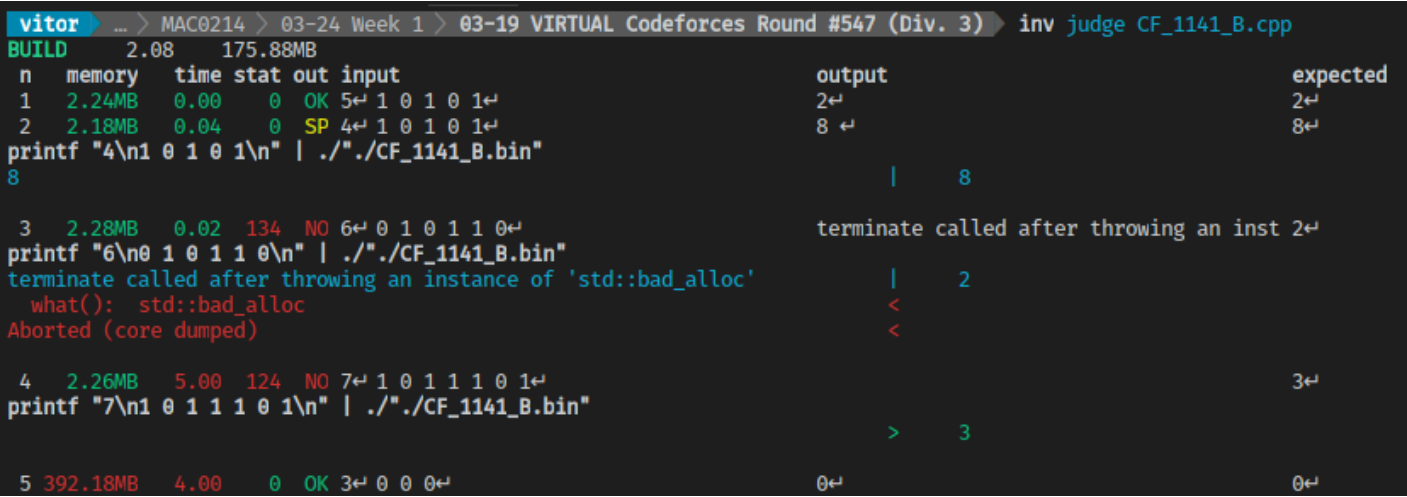 vitor … > MAC0214 > 03-24 Week 1 > 03-19 VIRTUAL Codeforces Round #547 (Div. 3) inv judge CF_1141_B.cpp
BUILD 2.08 175.88MB
n memory time stat out input output expected
1 2.24MB 0.00 0 OK 5↵ 1 0 1 0 1↵ 2↵ 2↵
2 2.18MB 0.04 0 SP 4↵ 1 0 1 0 1↵ 8 ↵ 8↵
printf "4\n1 0 1 0 1\n" | ./"./CF_1141_B.bin"
8 | 8
3 2.28MB 0.02 134 NO 6↵ 0 1 0 1 1 0↵ terminate called after throwing an inst 2↵
printf "6\n0 1 0 1 1 0\n" | ./"./CF_1141_B.bin"
terminate called after throwing an instance of 'std::bad_alloc' | 2
what(): std::bad_alloc <
Aborted (core dumped) <
4 2.26MB 5.00 124 NO 7↵ 1 0 1 1 1 0 1↵ 3↵
printf "7\n1 0 1 1 1 0 1\n" | ./"./CF_1141_B.bin"
> 3
5 392.18MB 4.00 0 OK 3↵ 0 0 0↵ 0↵ 0↵